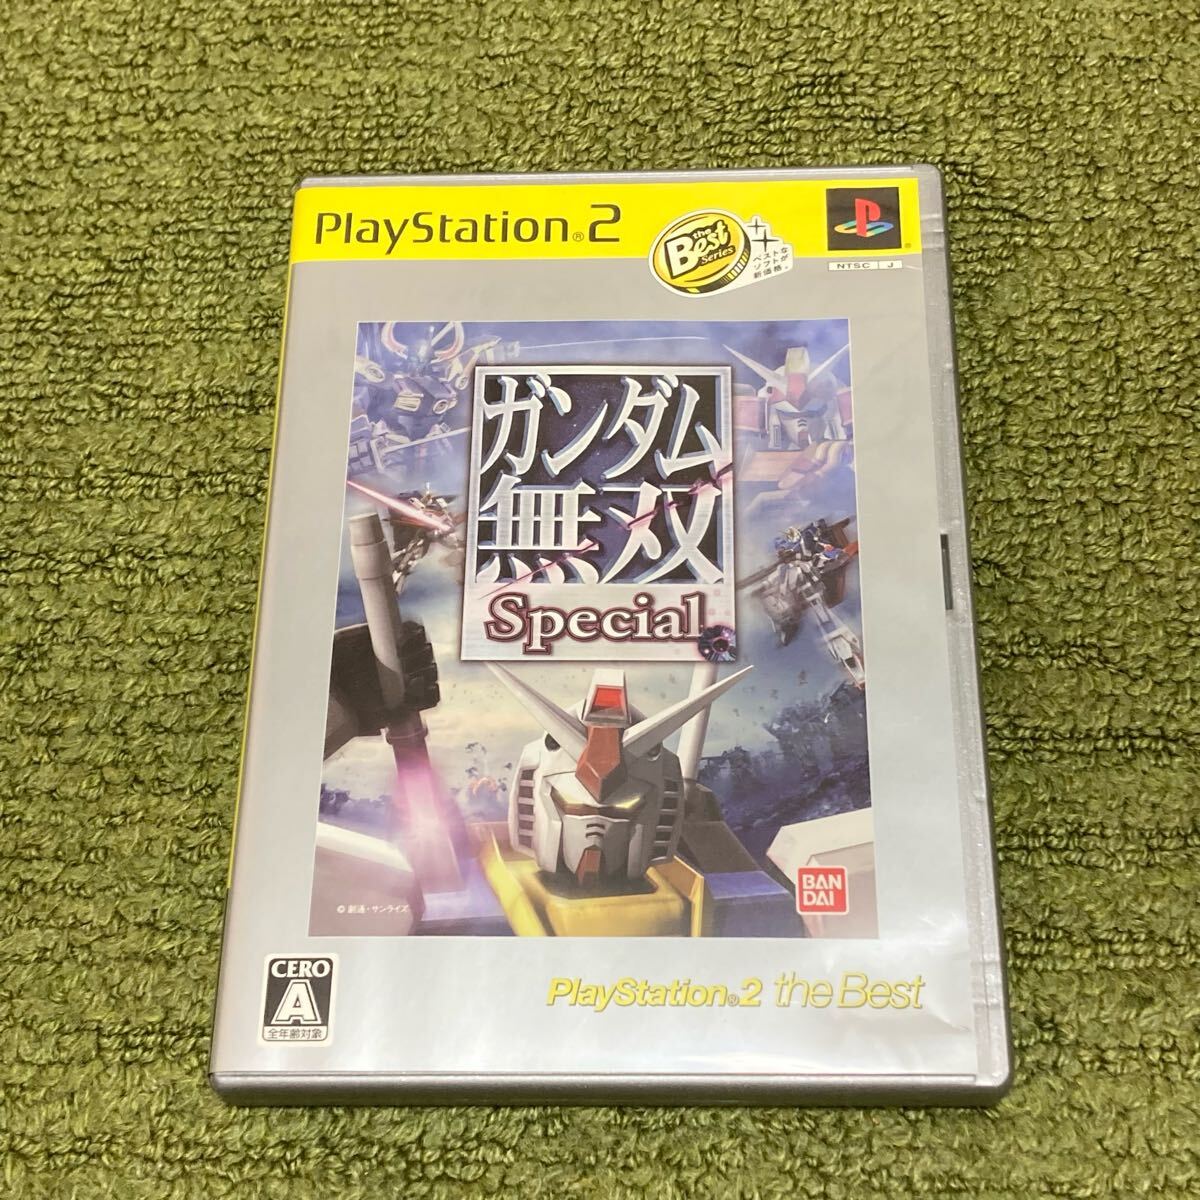 PlayStation®2
the
Best
Series
ベストな
ソフトが
新価格。
®
NTSC J
ガンダム
無双
Special
© 創通・サンライズ
BAN
DAI
CERO
A
全年齢対象
PlayStation®2 the Best